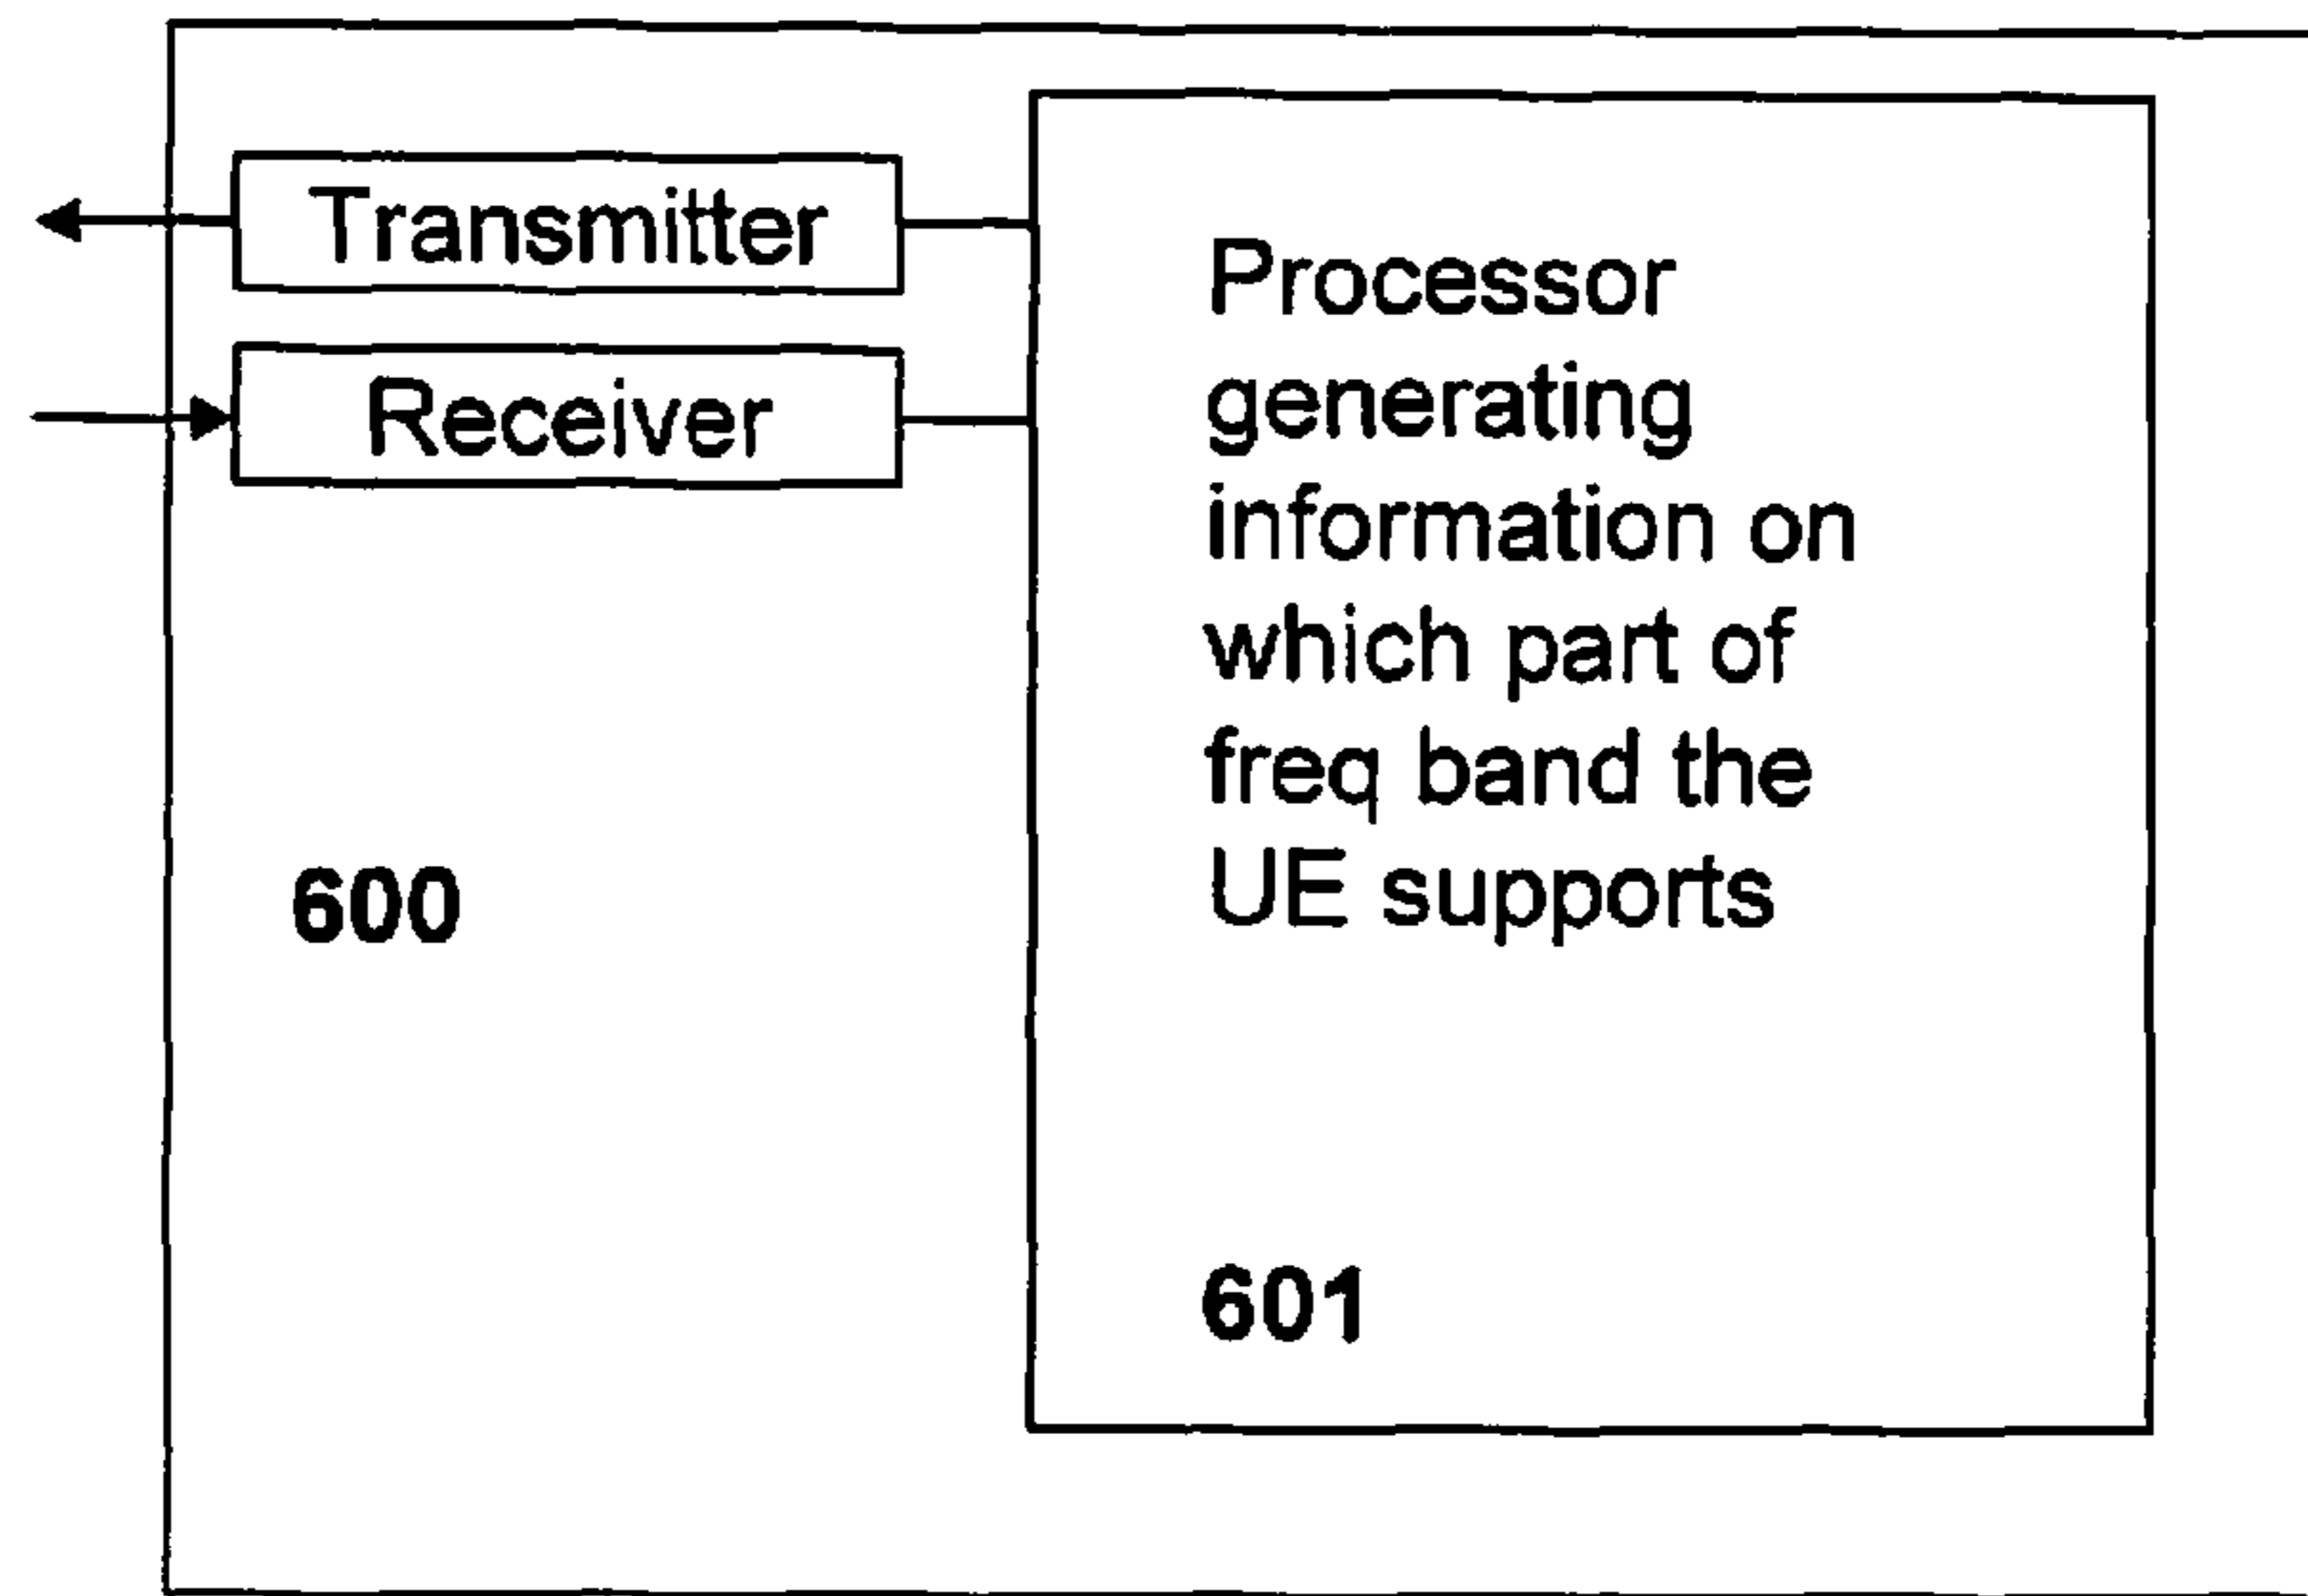 Transmitter
Receiver
Processor
generating
information on
which part of
freq band the
UE supports
600
601